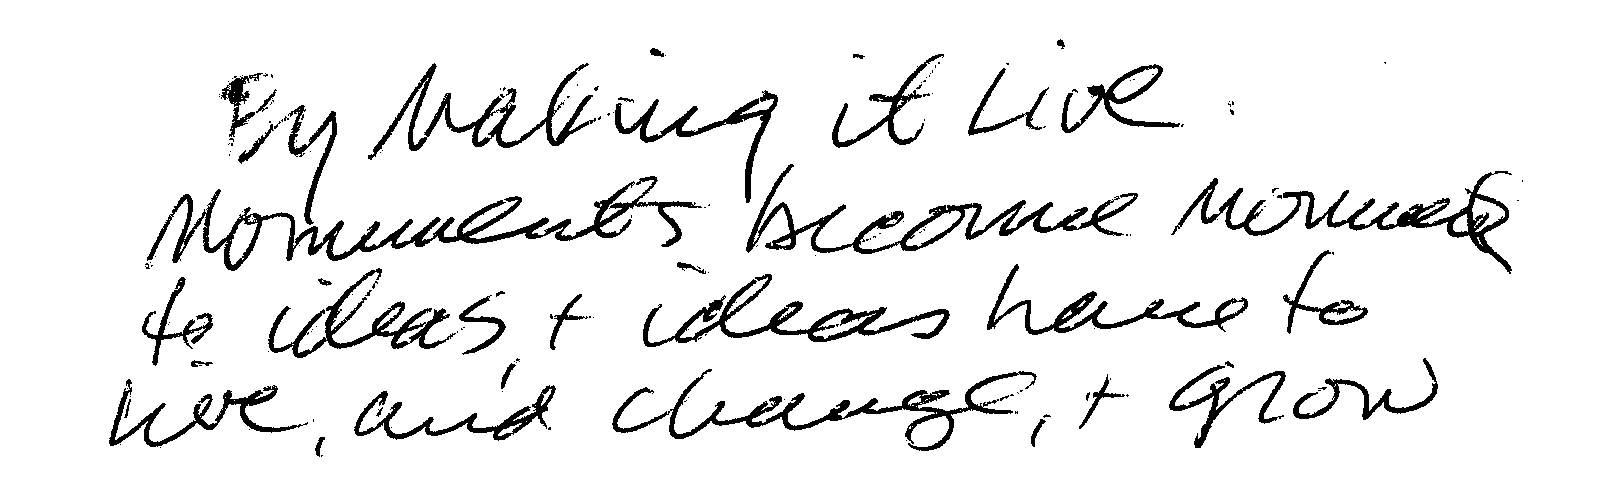 By Making it Live.
Monuments become Monuments
to ideas, + ideas have to
live, and change, + grow